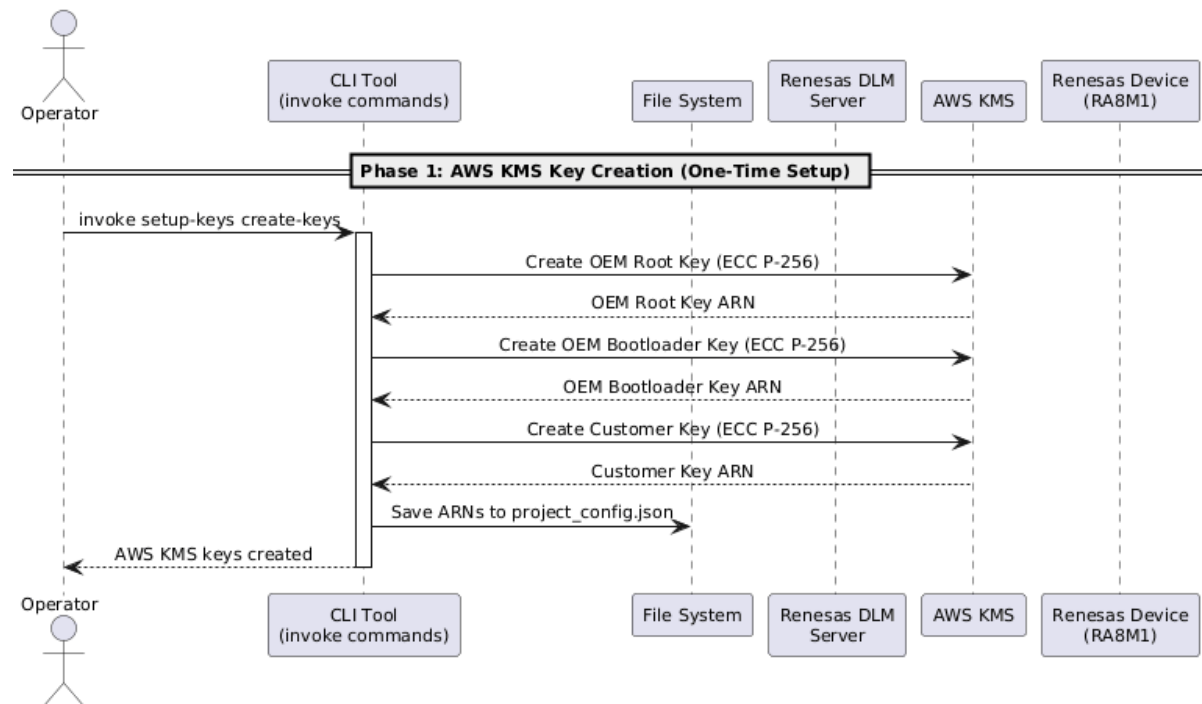 Operator
CLI Tool
(invoke commands)
File System
Renesas DLM
Server
AWS KMS
Renesas Device
(RA8M1)
Phase 1: AWS KMS Key Creation (One-Time Setup)
invoke setup-keys create-keys
Create OEM Root Key (ECC P-256)
OEM Root Key ARN
Create OEM Bootloader Key (ECC P-256)
OEM Bootloader Key ARN
Create Customer Key (ECC P-256)
Customer Key ARN
Save ARNs to project_config.json
AWS KMS keys created
Operator
CLI Tool
(invoke commands)
File System
Renesas DLM
Server
AWS KMS
Renesas Device
(RA8M1)